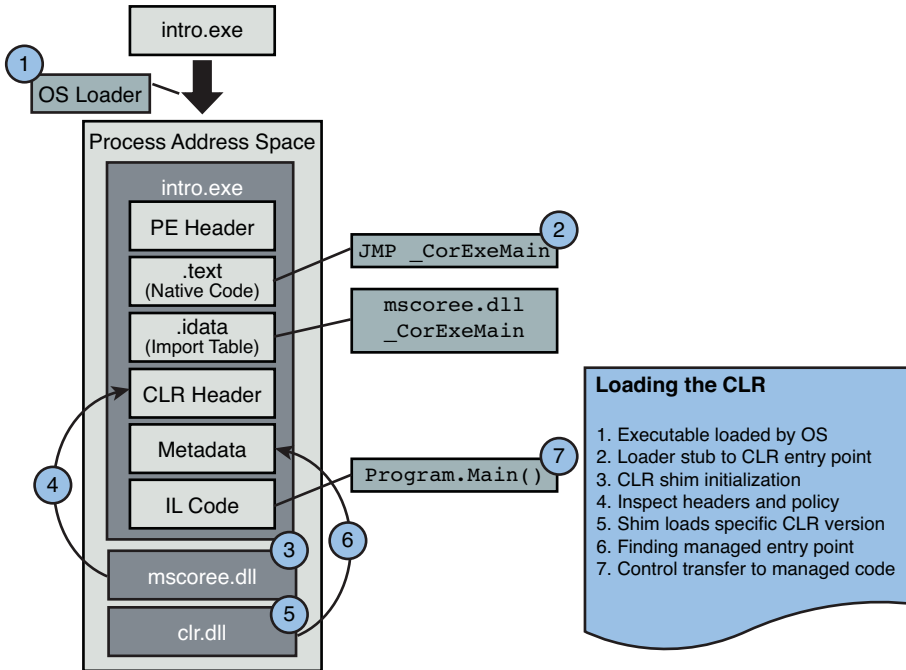 intro.exe
1
OS Loader
Process Address Space
intro.exe
PE Header
2
JMP _CorExeMain
.text
(Native Code)
mscoree.dll
_CorExeMain
.idata
(Import Table)
CLR Header
Metadata
7
Program.Main()
4
IL Code
6
3
mscoree.dll
5
clr.dll
Loading the CLR
1. Executable loaded by OS
2. Loader stub to CLR entry point
3. CLR shim initialization
4. Inspect headers and policy
5. Shim loads specific CLR version
6. Finding managed entry point
7. Control transfer to managed code